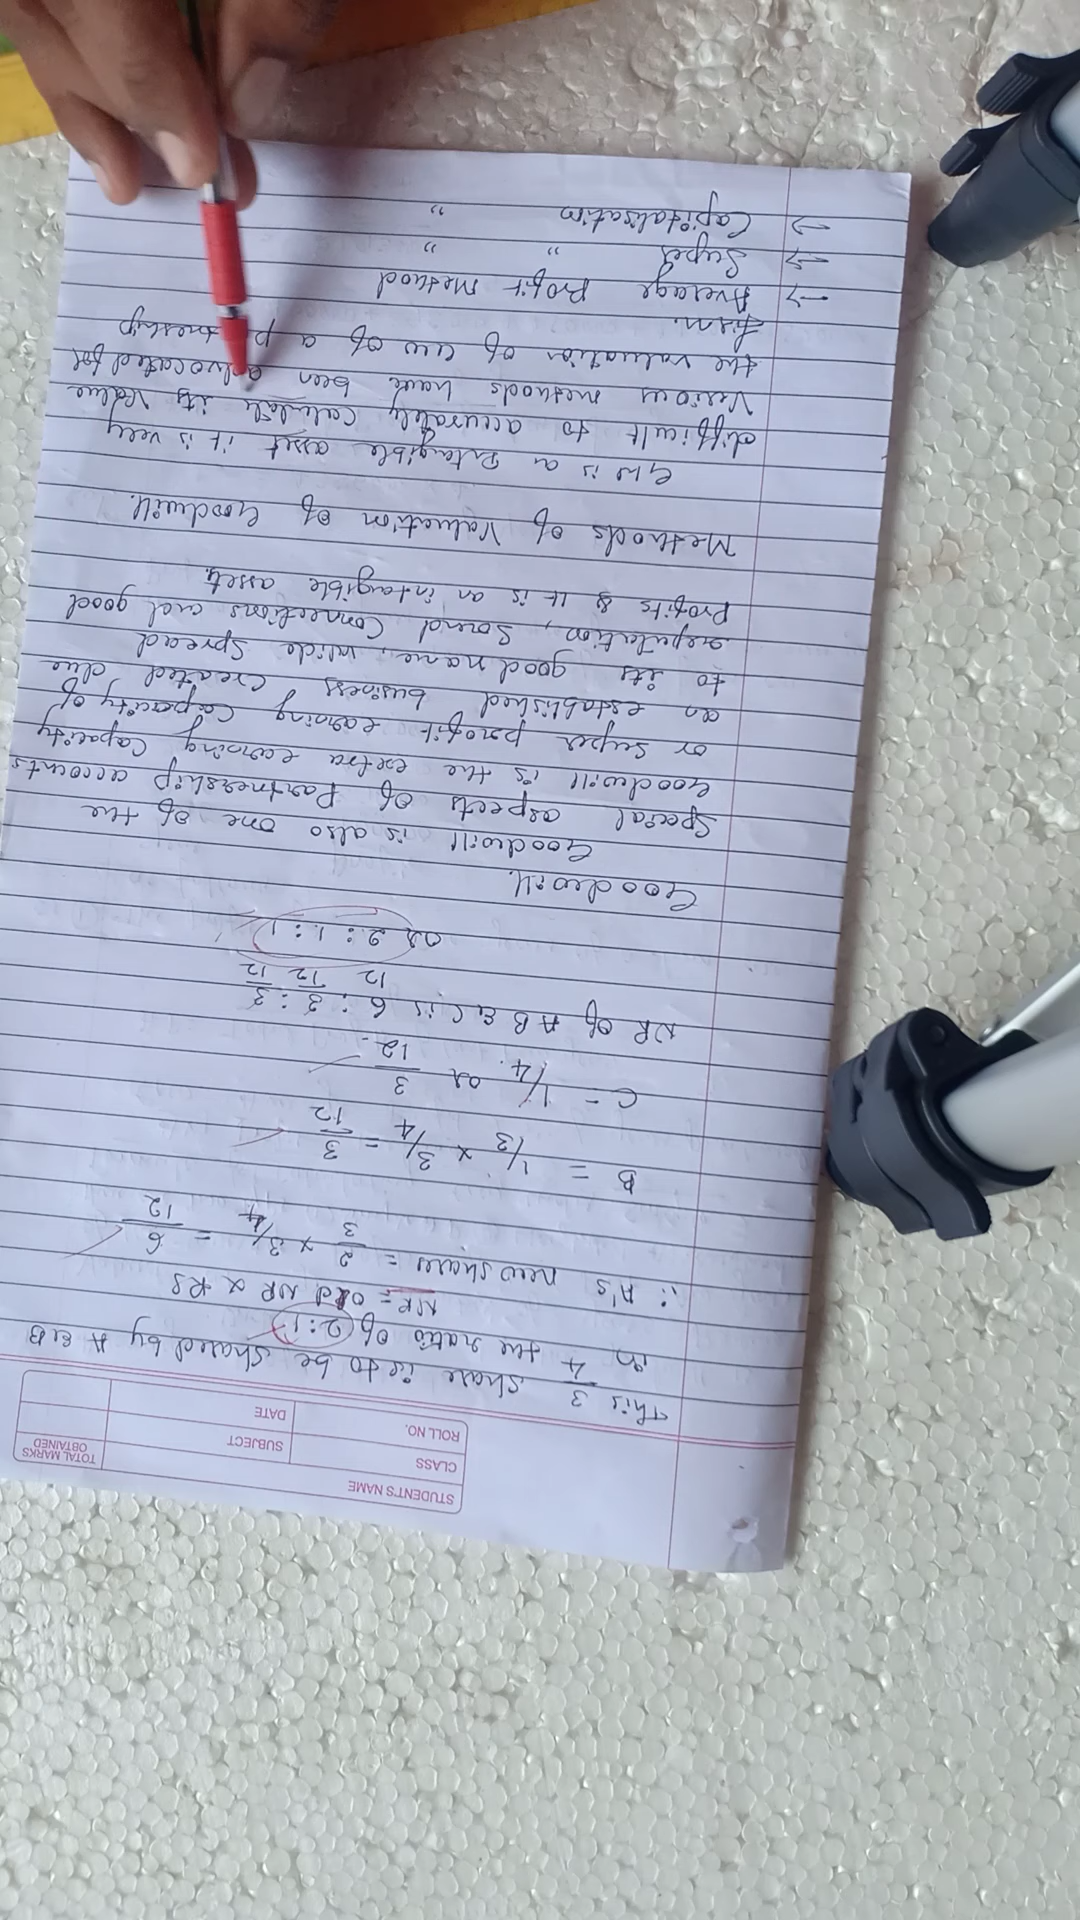 STUDENT'S NAME
CLASS SUBJECT TOTAL MARKS OBTAINED
ROLL NO. DATE
This 3/4 share is to be shared by A & B
in the ratio of 2:1
NR = old NR x RS
∴ A's new shares = 2/3 x 3/4 = 6/12
B = 1/3 x 3/4 = 3/12
C = 1/4 or 3/12
NR of A B & C is 6/12 : 3/12 : 3/12
or 2:1:1
Goodwill.
Goodwill is also one of the
special aspects of Partnership accounts
Goodwill is the extra earning capacity
or super profit earning capacity of
an established business created due
to its good name, wide spread
reputation, Sound Connections and good
Profits & It is an intangible asset.
Methods of Valuation of Goodwill.
GW is a Intangible asset it is very
difficult to accurately calculate its value
Various methods have been advocated for
the valuation of GW of a p tnership
firm.
→ Average Profit Method
→ Super " "
→ Capitalisation "